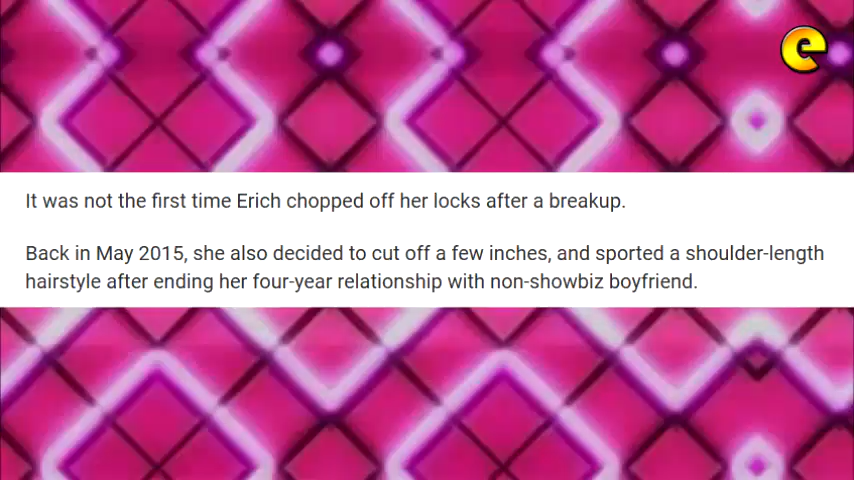 e
It was not the first time Erich chopped off her locks after a breakup.
Back in May 2015, she also decided to cut off a few inches, and sported a shoulder-length
hairstyle after ending her four-year relationship with non-showbiz boyfriend.